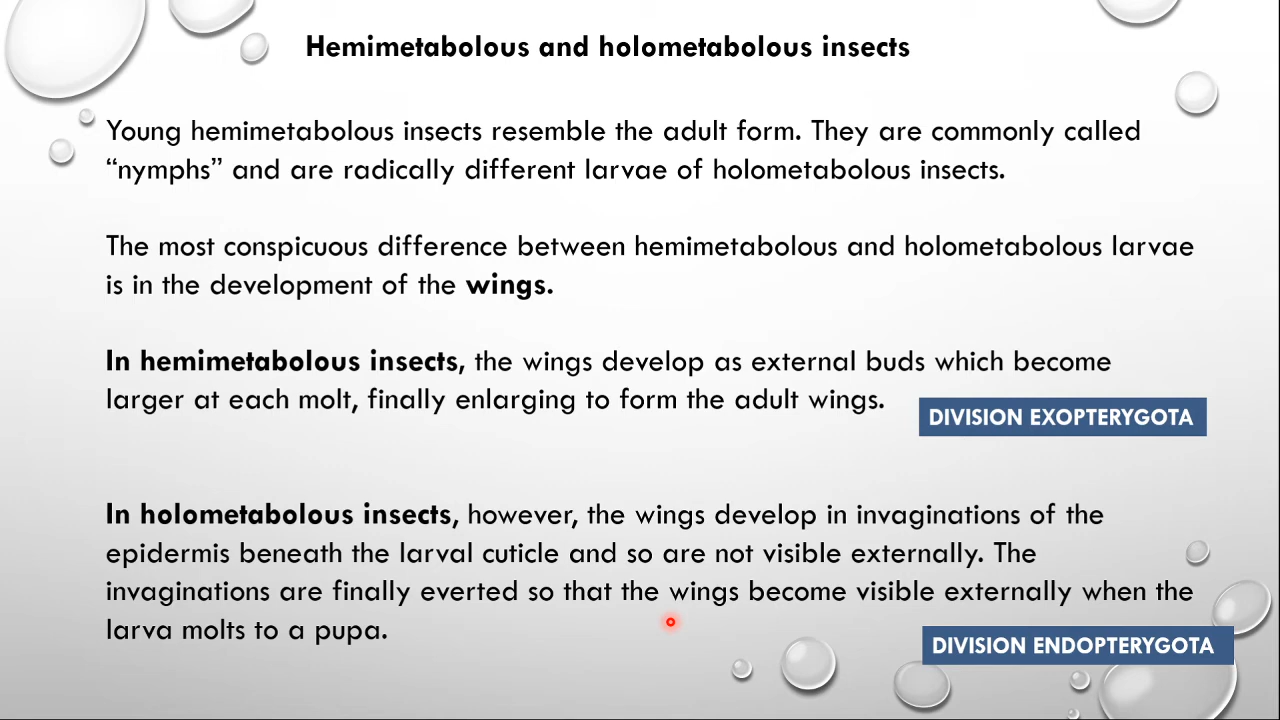 Hemimetabolous and holometabolous insects
Young hemimetabolous insects resemble the adult form. They are commonly called
“nymphs” and are radically different larvae of holometabolous insects.
The most conspicuous difference between hemimetabolous and holometabolous larvae
is in the development of the wings.
In hemimetabolous insects, the wings develop as external buds which become
larger at each molt, finally enlarging to form the adult wings.
DIVISION EXOPTERYGOTA
In holometabolous insects, however, the wings develop in invaginations of the
epidermis beneath the larval cuticle and so are not visible externally. The
invaginations are finally everted so that the wings become visible externally when the
larva molts to a pupa.
DIVISION ENDOPTERYGOTA